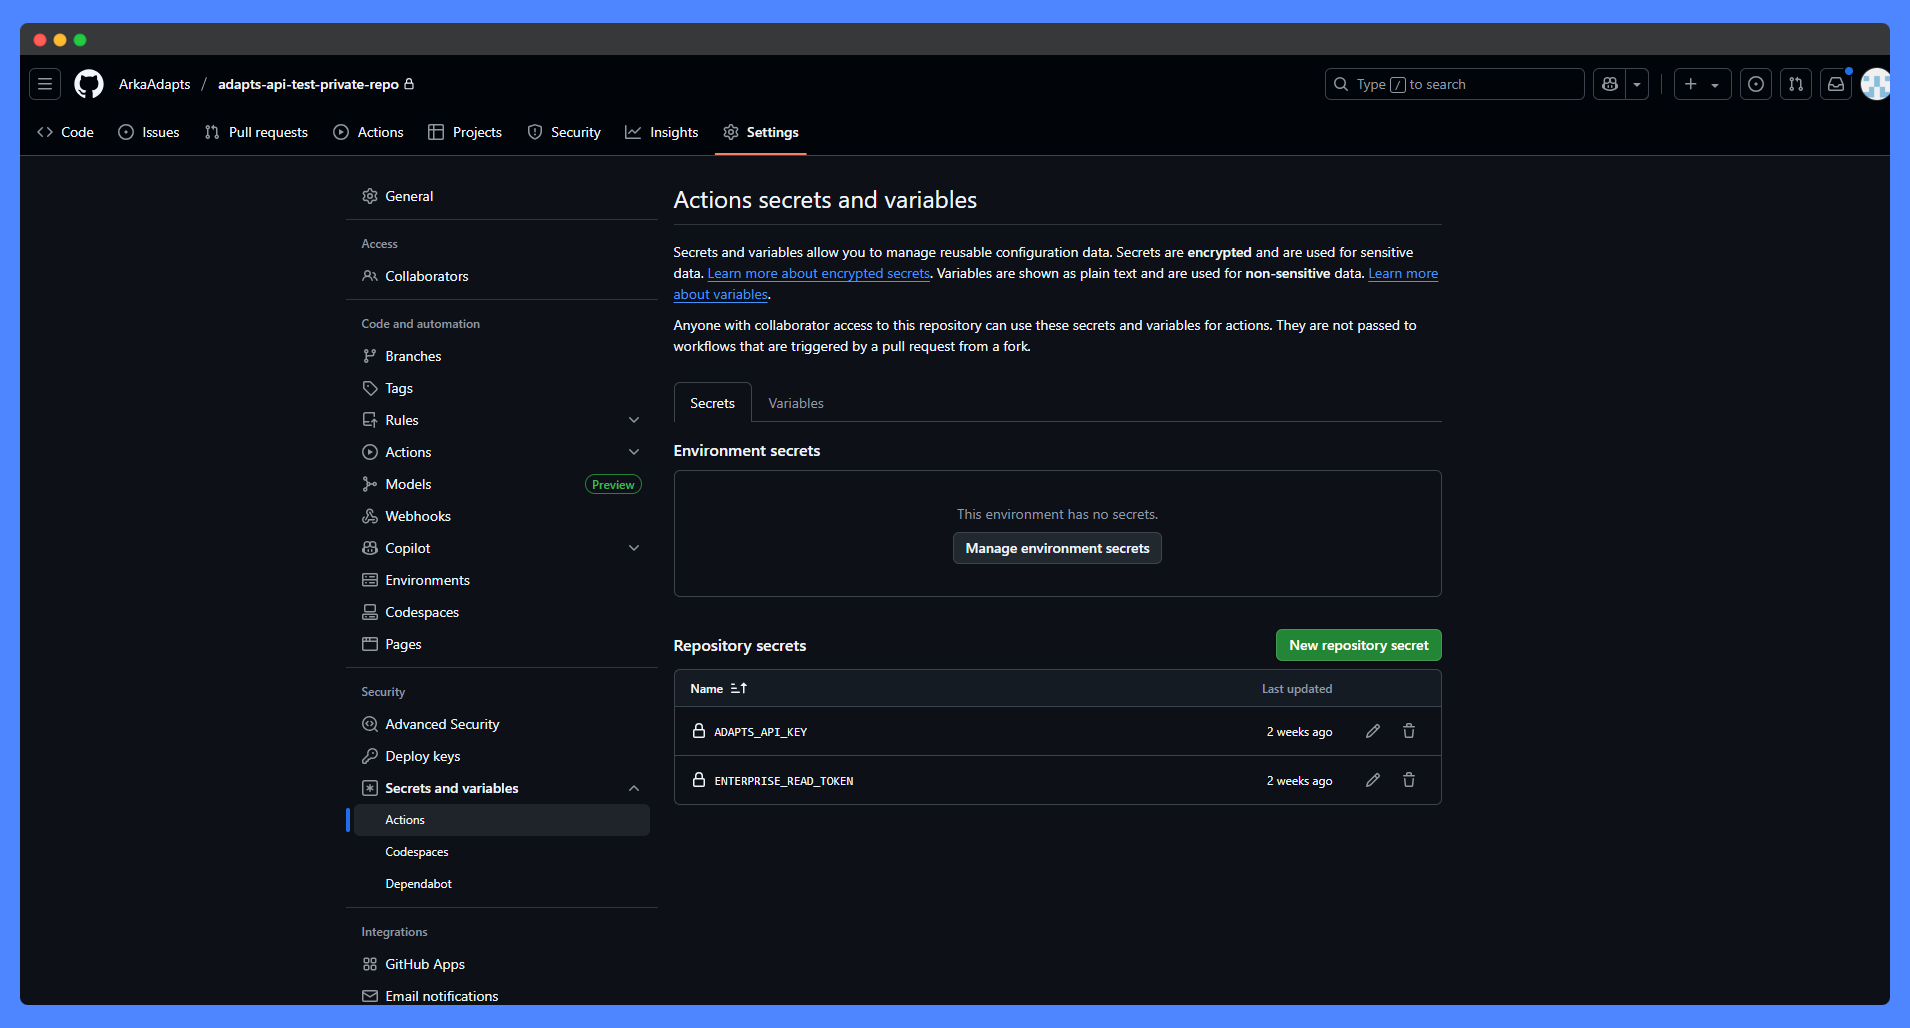 ArkaAdapts / adapts-api-test-private-repo
Type / to search
Code Issues Pull requests Actions Projects Security Insights Settings
General
Access
Collaborators
Code and automation
Branches
Tags
Rules
Actions
Models Preview
Webhooks
Copilot
Environments
Codespaces
Pages
Security
Advanced Security
Deploy keys
Secrets and variables
Actions
Codespaces
Dependabot
Integrations
GitHub Apps
Email notifications
Actions secrets and variables
Secrets and variables allow you to manage reusable configuration data. Secrets are encrypted and are used for sensitive
data. Learn more about encrypted secrets. Variables are shown as plain text and are used for non-sensitive data. Learn more
about variables.
Anyone with collaborator access to this repository can use these secrets and variables for actions. They are not passed to
workflows that are triggered by a pull request from a fork.
Secrets Variables
Environment secrets
This environment has no secrets.
Manage environment secrets
Repository secrets New repository secret
Name Last updated
ADAPTS_API_KEY 2 weeks ago
ENTERPRISE_READ_TOKEN 2 weeks ago